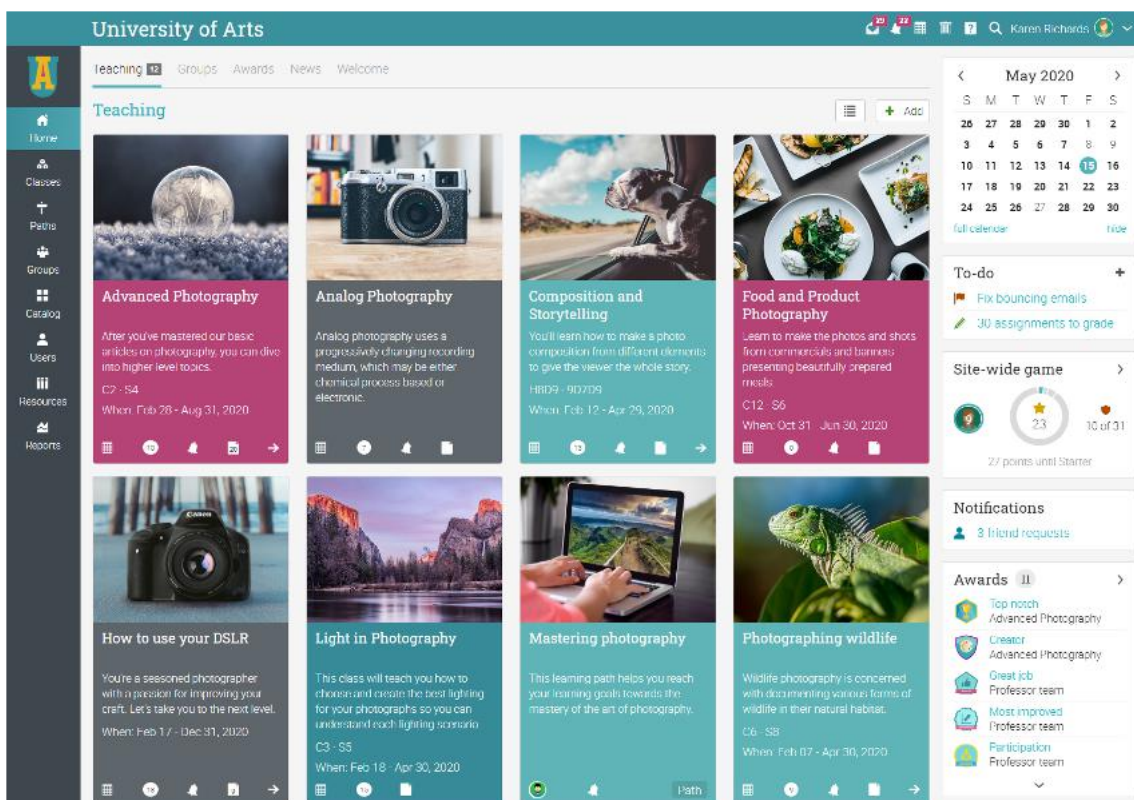 University of Arts
29
22
Karen Richards
A
Home
Classes
Paths
Groups
Catalog
Users
Resources
Reports
Teaching 12
Groups
Awards
News
Welcome
Teaching
+ Add
Advanced Photography
After you've mastered our basic
articles on photography, you can dive
into higher level topics.
C2 - S4
When: Feb 28 - Aug 31, 2020
10
20
Analog Photography
Analog photography uses a
progressively changing recording
medium, which may be either
chemical process based or
electronic.
7
Composition and
Storytelling
You'll learn how to make a photo
composition from different elements
to give the viewer the whole story.
When: Feb 12 - Apr 29, 2020
13
Food and Product
Photography
Learn to make the photos and shots
from commercials and banners
presenting beautifully prepared
meals.
C12 - S6
When: Oct 31 - Jun 30, 2020
Canon
How to use your DSLR
You're a seasoned photographer
with a passion for improving your
craft. Let's take you to the next level.
When: Feb 17 - Dec 31, 2020
18
Light in Photography
This class will teach you how to
choose and create the best lighting
for your photographs so you can
understand each lighting scenario
C3 - S5
When: Feb 18 - Apr 30, 2020
Mastering photography
This learning path helps you reach
your learning goals towards the
mastery of the art of photography.
Path
Photographing wildlife
Wildlife photography is concerned
with documenting various forms of
wildlife in their natural habitat.
C6 - S8
When: Feb 07 - Apr 30, 2020
9
< May 2020 >
S M T W T F S
26 27 28 29 30 1 2
3 4 5 6 7 8 9
10 11 12 13 14 15 16
17 18 19 20 21 22 23
24 25 26 27 28 29 30
full calendar hide
To-do +
Fix bouncing emails
30 assignments to grade
Site-wide game >
23
10 of 31
27 points until Starter
Notifications
3 friend requests
Awards 11 >
Top notch
Advanced Photography
Creator
Advanced Photography
Great job
Professor team
Most improved
Professor team
Participation
Professor team